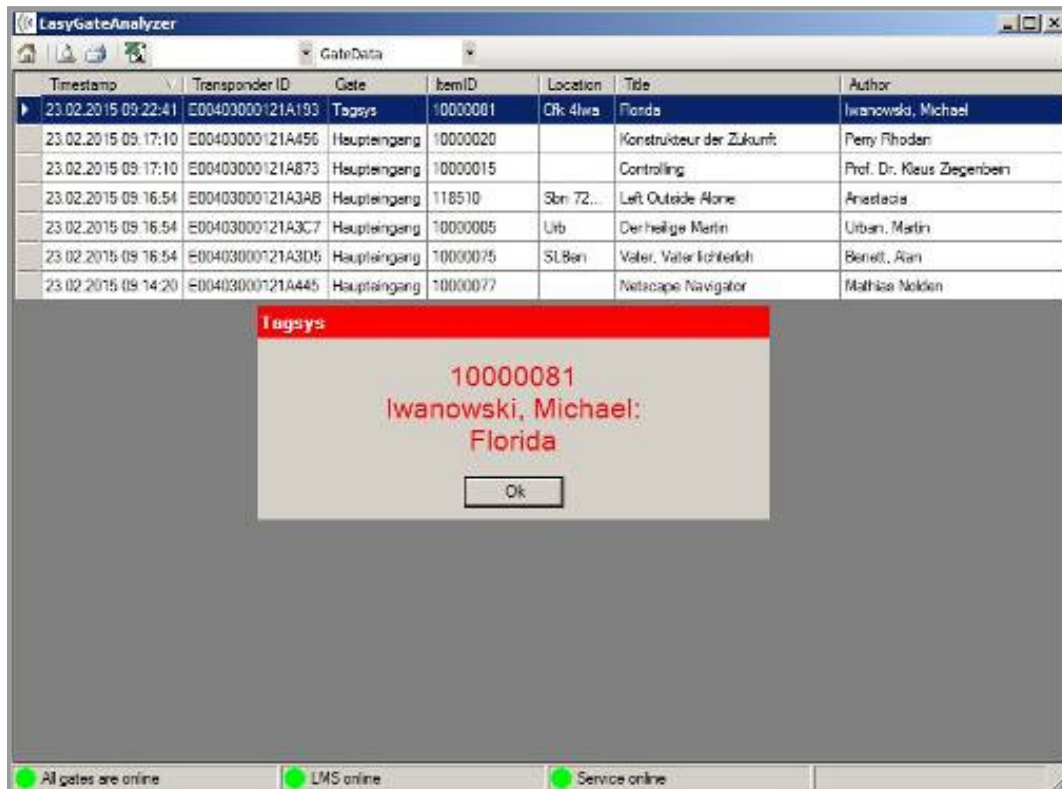 EasyGateAnalyzer
GateData
Timestamp Transponder ID Gate ItemID Location Title Author
23.02.2015 09:22:41 E00403000121A193 Tagsys 10000081 Cfk 4Iwa Florida Iwanowski, Michael
23.02.2015 09:17:10 E00403000121A456 Haupteingang 10000020 Konstrukteur der Zukunft Perry Rhodan
23.02.2015 09:17:10 E00403000121A873 Haupteingang 10000015 Controlling Prof. Dr. Klaus Ziegenbein
23.02.2015 09:16:54 E00403000121A3AB Haupteingang 118510 Sbn 72... Left Outside Alone Anastacia
23.02.2015 09:16:54 E00403000121A3C7 Haupteingang 10000005 Urb Der heilige Martin Urban, Martin
23.02.2015 09:16:54 E00403000121A3D5 Haupteingang 10000075 SLBen Vater, Vater lichterloh Benett, Alan
23.02.2015 09:14:20 E00403000121A445 Haupteingang 10000077 Netscape Navigator Mathias Nolden
Tagsys
10000081
Iwanowski, Michael:
Florida
Ok
All gates are online LMS online Service online